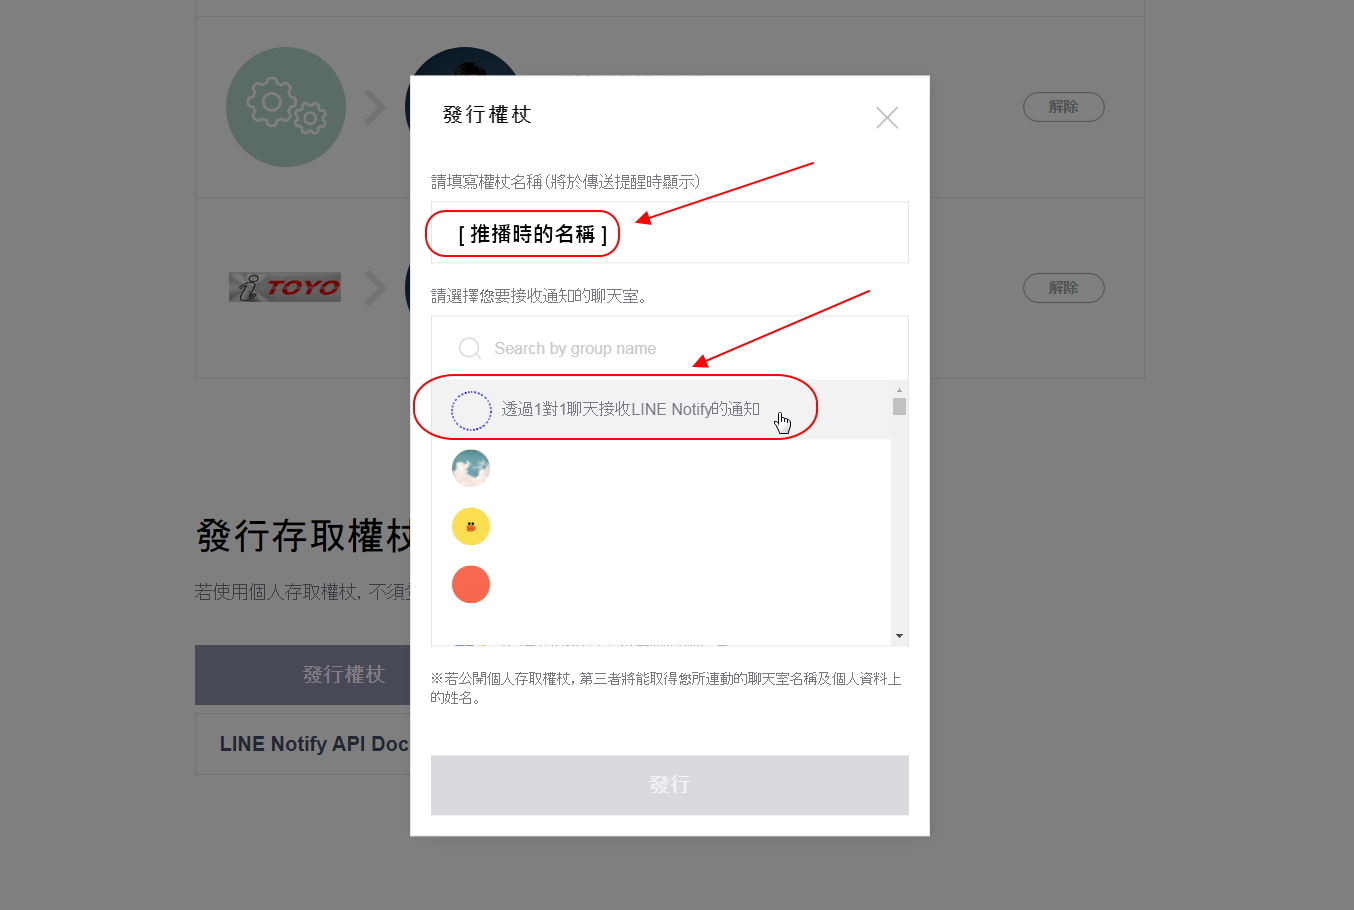 解除
發行權杖
請填寫權杖名稱(將於傳送提醒時顯示)
[ 推播時的名稱 ]
i TOYO
解除
請選擇您要接收通知的聊天室。
Search by group name
透過1對1聊天接收LINE Notify的通知
發行存取權杖
若使用個人存取權杖, 不須
※若公開個人存取權杖, 第三者將能取得您所連動的聊天室名稱及個人資料上
的姓名。
發行權杖
LINE Notify API Doc
發行